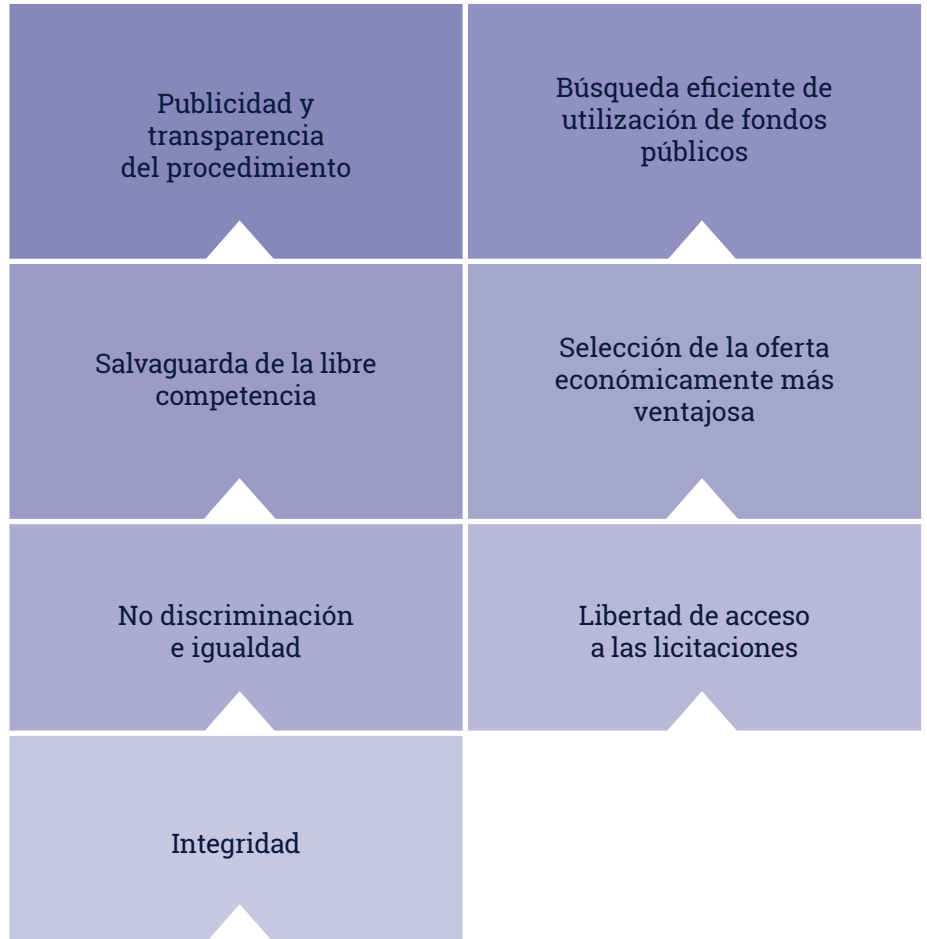 Publicidad y
transparencia
del procedimiento
Búsqueda eficiente de
utilización de fondos
públicos
Salvaguarda de la libre
competencia
Selección de la oferta
económicamente más
ventajosa
No discriminación
e igualdad
Libertad de acceso
a las licitaciones
Integridad